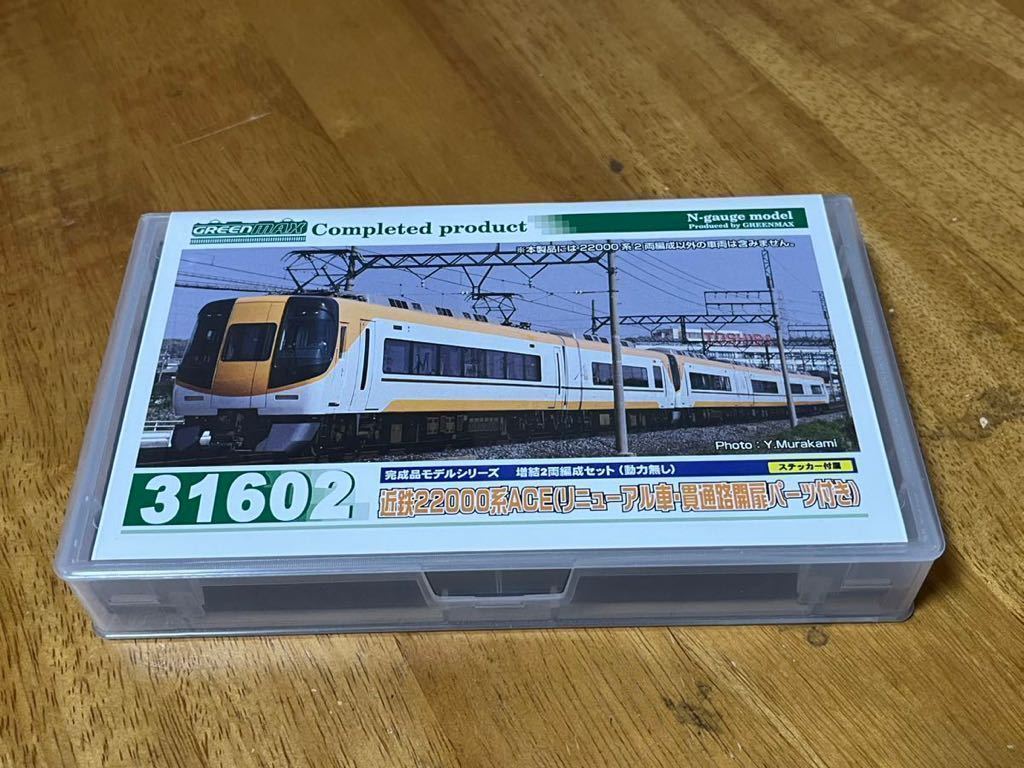 GREENMAX Completed product N-gauge model
Produced by GREENMAX
※本製品には22000系2両編成以外の車両は含みません。
TOSHIBA
Photo：Y.Murakami
31602
完成品モデルシリーズ 増結2両編成セット（動力無し） ステッカー付属
近鉄22000系ACE(リニューアル車・貫通路開扉パーツ付き)